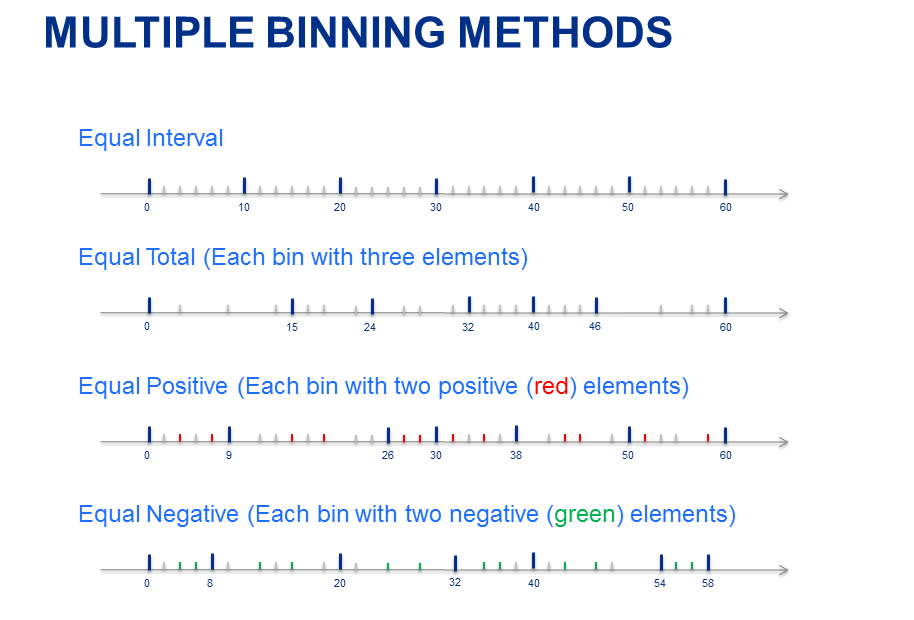 MULTIPLE BINNING METHODS
Equal Interval
0 10 20 30 40 50 60
Equal Total (Each bin with three elements)
0 15 24 32 40 46 60
Equal Positive (Each bin with two positive (red) elements)
0 9 26 30 38 50 60
Equal Negative (Each bin with two negative (green) elements)
0 8 20 32 40 54 58